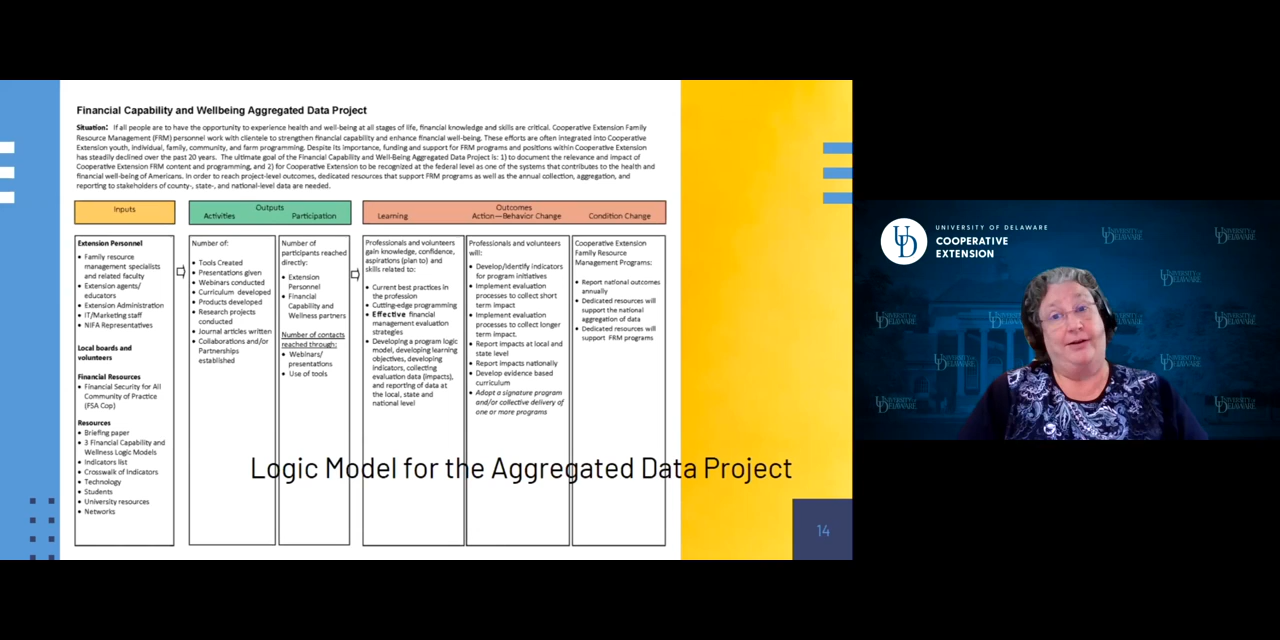 Financial Capability and Wellbeing Aggregated Data Project
Situation: If all people are to have the opportunity to experience health and well-being at all stages of life, financial knowledge and skills are critical. Cooperative Extension Family
Resource Management (FRM) personnel work with clientele to strengthen financial capability and enhance financial well-being. These efforts are often integrated into Cooperative
Extension youth, individual, family, community, and farm programming. Despite its importance, funding and support for FRM programs and positions within Cooperative Extension
has steadily declined over the past 20 years. The ultimate goal of the Financial Capability and Well-Being Aggregated Data Project is: 1) to document the relevance and impact of
Cooperative Extension FRM content and programming, and 2) for Cooperative Extension to be recognized at the federal level as one of the systems that contributes to the health and
financial well-being of Americans. In order to reach project-level outcomes, dedicated resources that support FRM programs as well as the annual collection, aggregation, and
reporting to stakeholders of county-, state-, and national-level data are needed.
Inputs
Outputs
Activities
Participation
Outcomes
Learning
Action—Behavior Change
Condition Change
Extension Personnel
• Family resource
management specialists
and related faculty
• Extension agents/
educators
• Extension Administration
• IT/Marketing staff
• NIFA Representatives
Local boards and
volunteers
Financial Resources
• Financial Security for All
Community of Practice
(FSA Cop)
Resources
• Briefing paper
• 3 Financial Capability and
Wellness Logic Models
• Indicators list
• Crosswalk of Indicators
• Technology
• Students
• University resources
• Networks
Number of:
• Tools Created
• Presentations given
• Webinars conducted
• Curriculum developed
• Products developed
• Research projects
conducted
• Journal articles written
• Collaborations and/or
Partnerships
established
Number of
participants reached
directly:
• Extension
Personnel
• Financial
Capability and
Wellness partners
Number of contacts
reached through:
• Webinars/
presentations
• Use of tools
Professionals and volunteers
gain knowledge, confidence,
aspirations (plan to) and
skills related to:
• Current best practices in
the profession
• Cutting-edge programming
• Effective financial
management evaluation
strategies
• Developing a program logic
model, developing learning
objectives, developing
indicators, collecting
evaluation data (impacts),
and reporting of data at
the local, state and
national level
Professionals and volunteers
will:
• Develop/identify indicators
for program initiatives
• Implement evaluation
processes to collect short
term impact
• Implement evaluation
processes to collect longer
term impact.
• Report impacts at local and
state level
• Report impacts nationally
• Develop evidence based
curriculum
• Adopt a signature program
and/or collective delivery of
one or more programs
Cooperative Extension
Family Resource
Management Programs:
• Report national outcomes
annually
• Dedicated resources will
support the national
aggregation of data
• Dedicated resources will
support FRM programs
Logic Model for the Aggregated Data Project
14
UD
UNIVERSITY OF DELAWARE
COOPERATIVE
EXTENSION